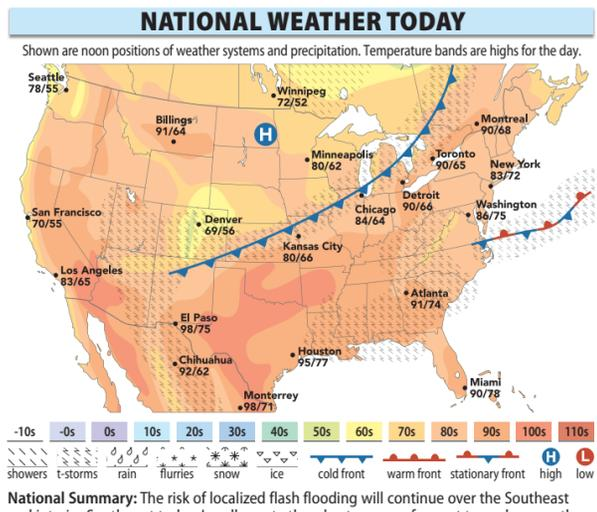 NATIONAL WEATHER TODAY
Shown are noon positions of weather systems and precipitation. Temperature bands are highs for the day.
Seattle
78/55
Winnipeg
72/52
Billings
91/64
H
Montreal
90/68
Minneapolis
80/62
Toronto
90/65
New York
83/72
Detroit
90/66
Washington
86/75
Chicago
84/64
San Francisco
70/55
Denver
69/56
Kansas City
80/66
Los Angeles
83/65
Atlanta
91/74
El Paso
98/75
Houston
95/77
Chihuahua
92/62
Miami
90/78
Monterrey
98/71
-10s -0s 0s 10s 20s 30s 40s 50s 60s 70s 80s 90s 100s 110s
H L
showers t-storms rain flurries snow ice cold front warm front stationary front high low
National Summary: The risk of localized flash flooding will continue over the Southeast